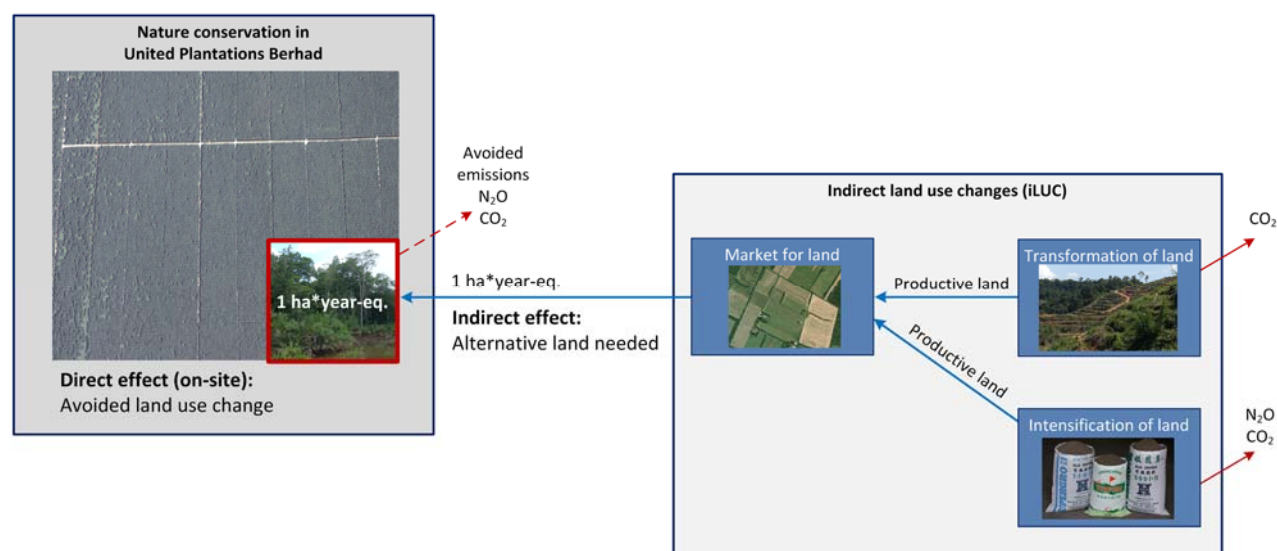 Nature conservation in
United Plantations Berhad
1 ha*year-eq.
Direct effect (on-site):
Avoided land use change
Avoided
emissions
N₂O
CO₂
1 ha*year-eq.
Indirect effect:
Alternative land needed
Indirect land use changes (iLUC)
Market for land
Productive land
Transformation of land
CO₂
Productive land
Intensification of land
N₂O
CO₂